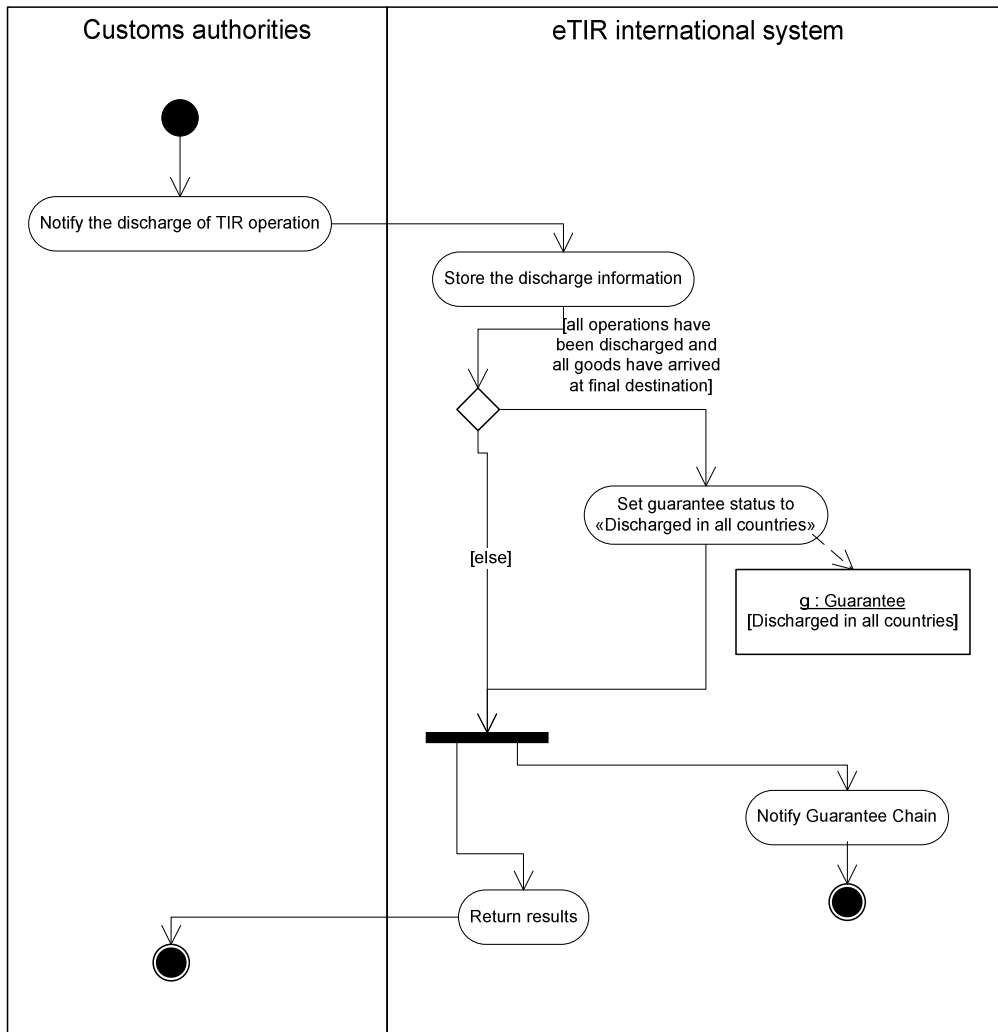 Customs authorities
eTIR international system
Notify the discharge of TIR operation
Store the discharge information
[all operations have
been discharged and
all goods have arrived
at final destination]
Set guarantee status to
«Discharged in all countries»
[else]
g : Guarantee
[Discharged in all countries]
Notify Guarantee Chain
Return results